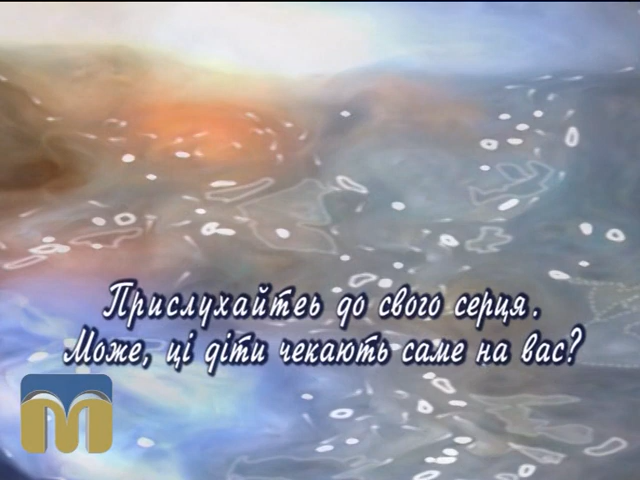 Прислухайтеь до свого серця.
Може, ці діти чекають саме на вас?
M